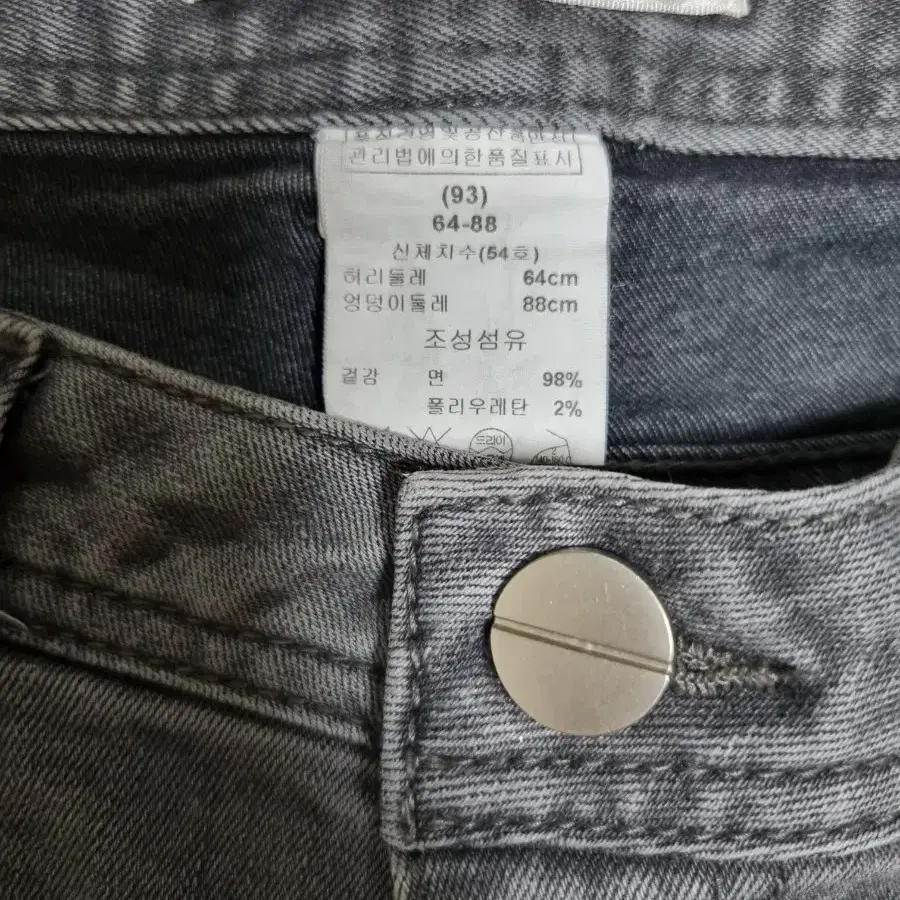 관리법에의한품질표시
(93)
64-88
신체치수(54호)
허리둘레 64cm
엉덩이둘레 88cm
조성섬유
겉감 면 98%
폴리우레탄 2%
드라이